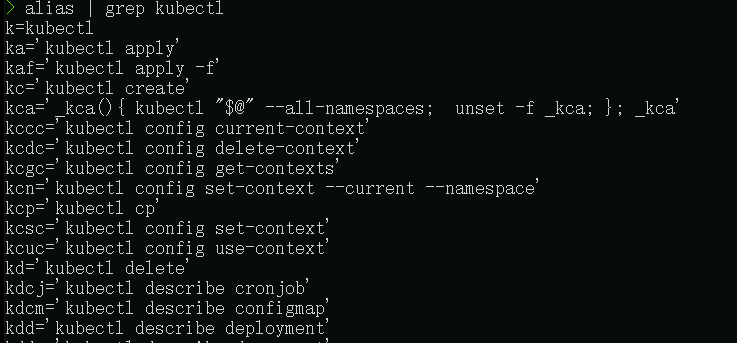 > alias | grep kubectl
k=kubectl
ka='kubectl apply'
kaf='kubectl apply -f'
kc='kubectl create'
kca='_kca(){ kubectl "$@" --all-namespaces;  unset -f _kca; }; _kca'
kccc='kubectl config current-context'
kcdc='kubectl config delete-context'
kcgc='kubectl config get-contexts'
kcn='kubectl config set-context --current --namespace'
kcp='kubectl cp'
kcsc='kubectl config set-context'
kcuc='kubectl config use-context'
kd='kubectl delete'
kdcj='kubectl describe cronjob'
kdcm='kubectl describe configmap'
kdd='kubectl describe deployment'